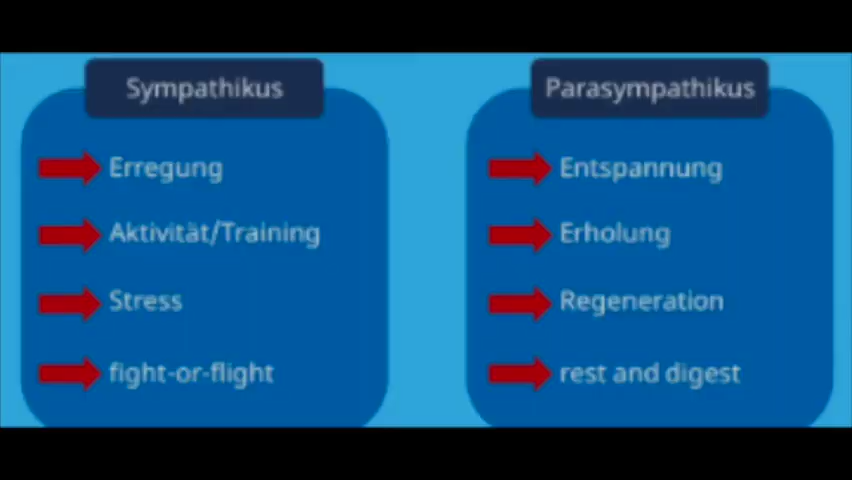 Sympathikus
Erregung
Aktivität/Training
Stress
fight-or-flight
Parasympathikus
Entspannung
Erholung
Regeneration
rest and digest